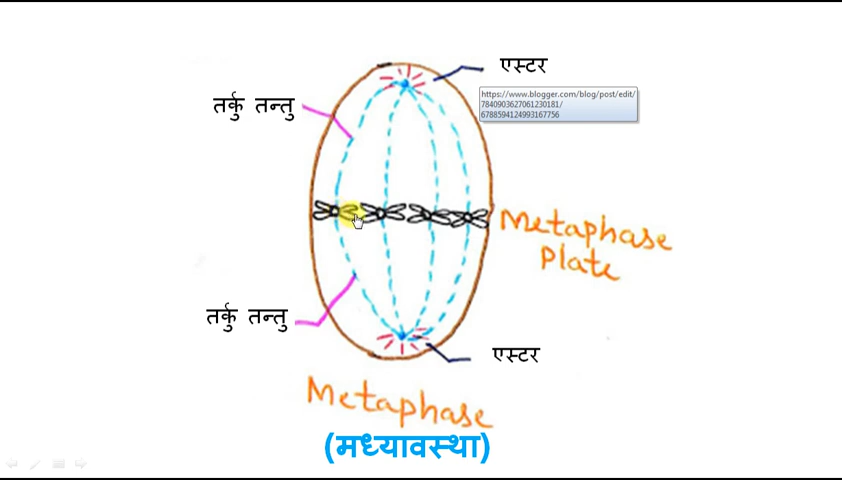 एस्टर
https://www.blogger.com/blog/post/edit/
7840903627061230181/
6788594124993167756
तर्कु तन्तु
Metaphase
Plate
तर्कु तन्तु
एस्टर
Metaphase
(मध्यावस्था)